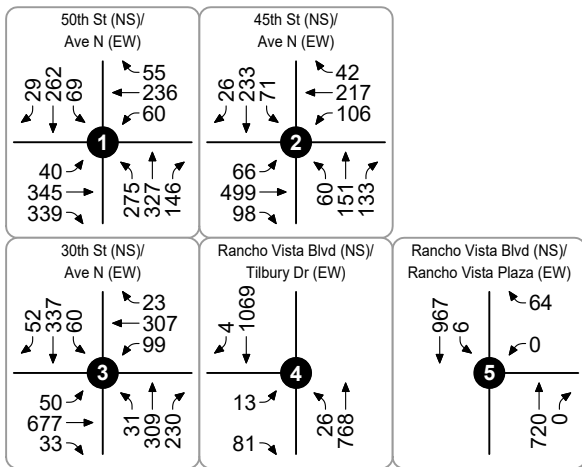 50th St (NS)/
Ave N (EW)
29 262 69
55
236
60
1
40
345
339
275 327 146
45th St (NS)/
Ave N (EW)
26 233 71
42
217
106
2
66
499
98
60 151 133
30th St (NS)/
Ave N (EW)
52 337 60
23
307
99
3
50
677
33
31 309 230
Rancho Vista Blvd (NS)/
Tilbury Dr (EW)
4 1069
4
13
81
26 768
Rancho Vista Blvd (NS)/
Rancho Vista Plaza (EW)
967 6
64
0
5
720 0